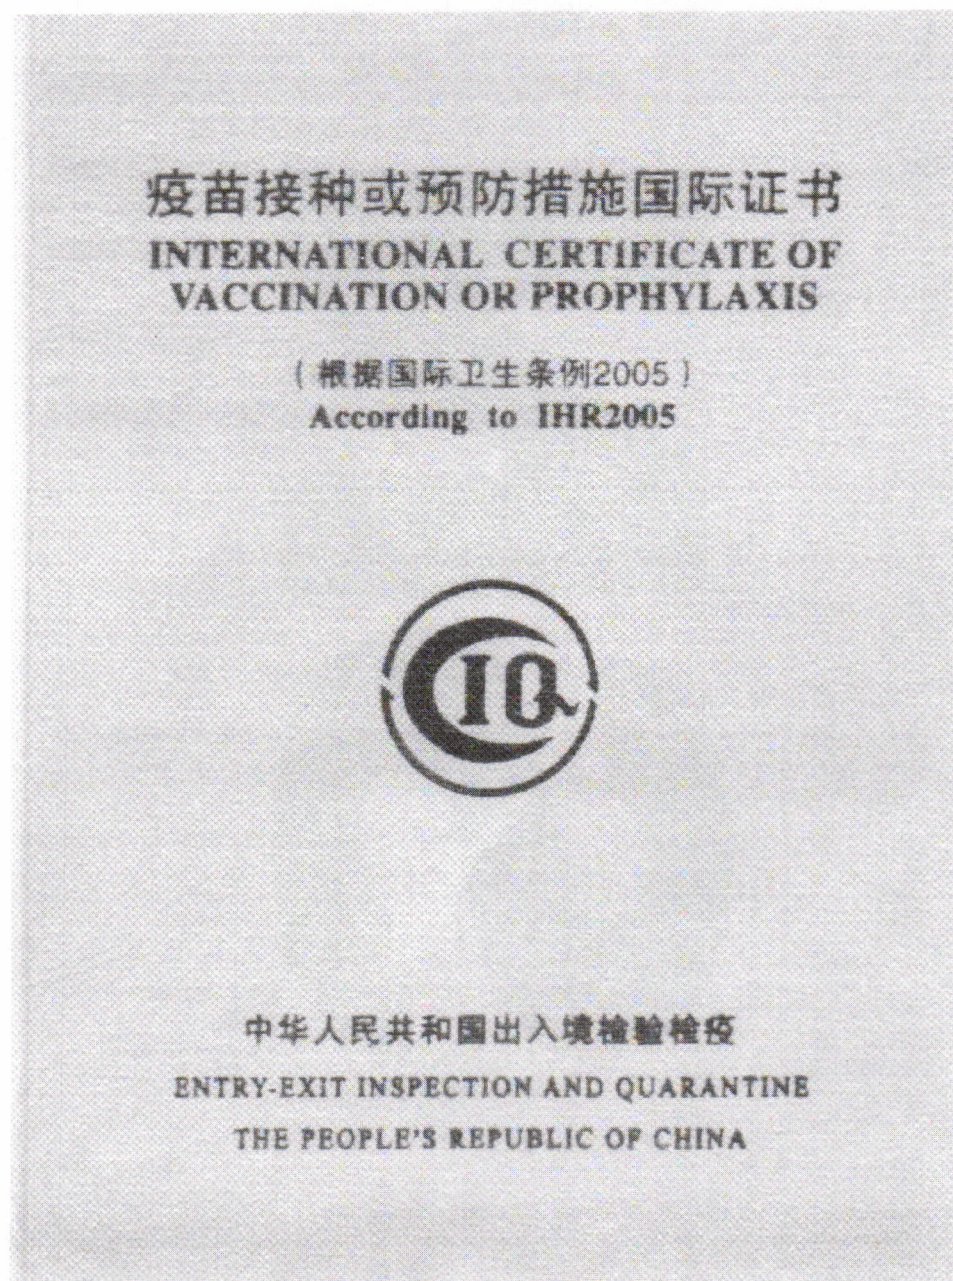 疫苗接种或预防措施国际证书
INTERNATIONAL CERTIFICATE OF
VACCINATION OR PROPHYLAXIS
(根据国际卫生条例2005)
According to IHR2005
CIQ
中华人民共和国出入境检验检疫
ENTRY-EXIT INSPECTION AND QUARANTINE
THE PEOPLE'S REPUBLIC OF CHINA